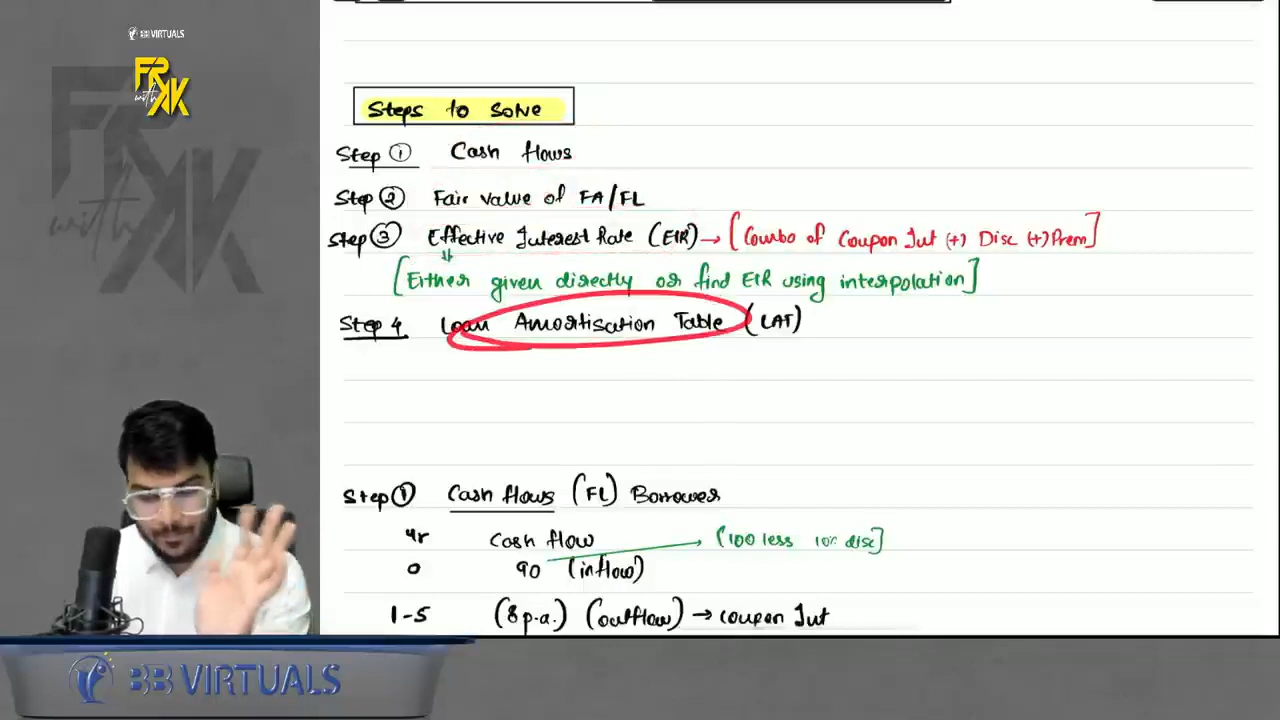 BB VIRTUALS
FR
with KK
Steps to solve
Step ① Cash flows
Step ② Fair value of FA/FL
Step ③ Effective Interest Rate (EIR) → [Combo of Coupon Int (+) Disc (+) Prem]
[Either given directly or find EIR using interpolation]
Step 4 Loan Amortisation Table (LAT)
Step ① Cash flows (FL) Borrower
Yr Cash flow → [100 less 10% disc]
0 90 (inflow)
1-5 (8 p.a.) (outflow) → coupon Int
BB VIRTUALS